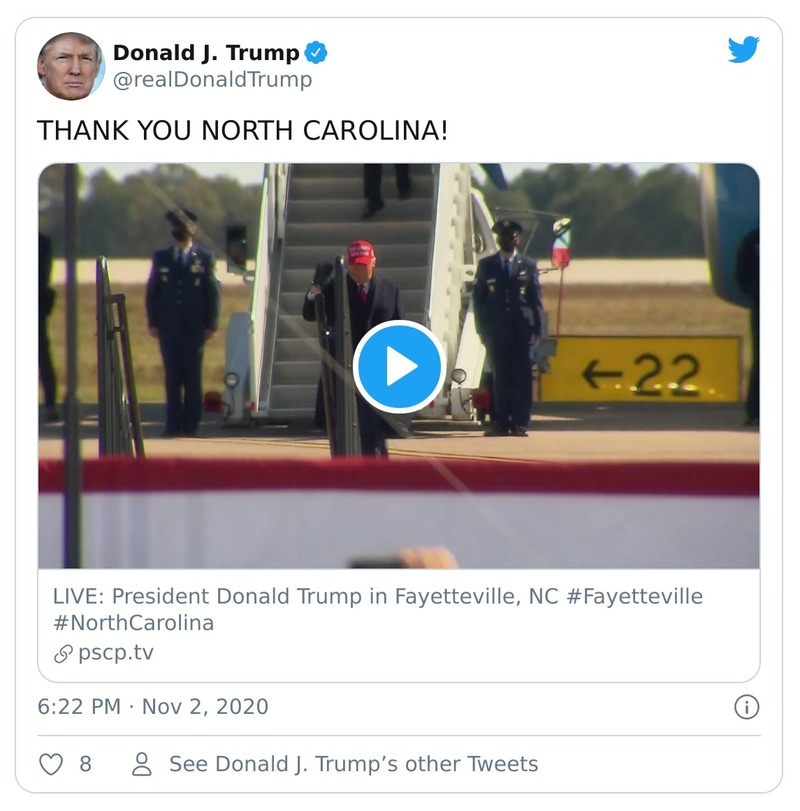 Donald J. Trump
@realDonaldTrump
THANK YOU NORTH CAROLINA!
←22
LIVE: President Donald Trump in Fayetteville, NC #Fayetteville
#NorthCarolina
pscp.tv
6:22 PM · Nov 2, 2020
8 See Donald J. Trump’s other Tweets